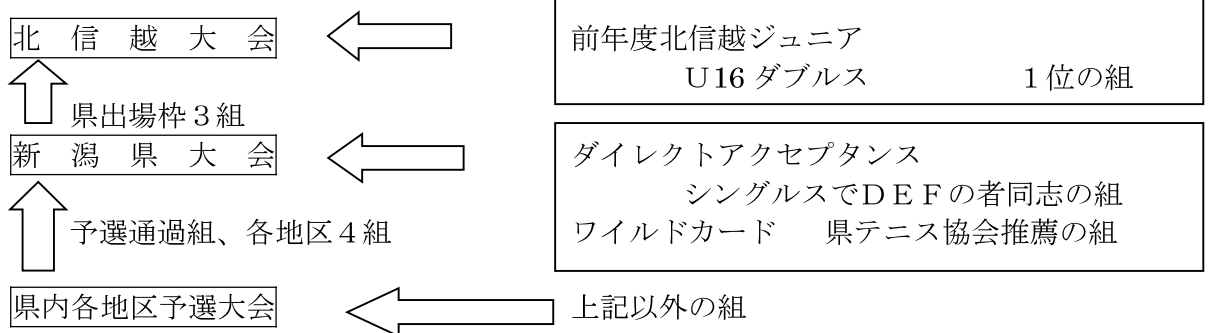 北信越大会
前年度北信越ジュニア
U16ダブルス 1位の組
県出場枠3組
新潟県大会
ダイレクトアクセプタンス
シングルスでDEFの者同志の組
予選通過組、各地区4組
ワイルドカード 県テニス協会推薦の組
県内各地区予選大会
上記以外の組